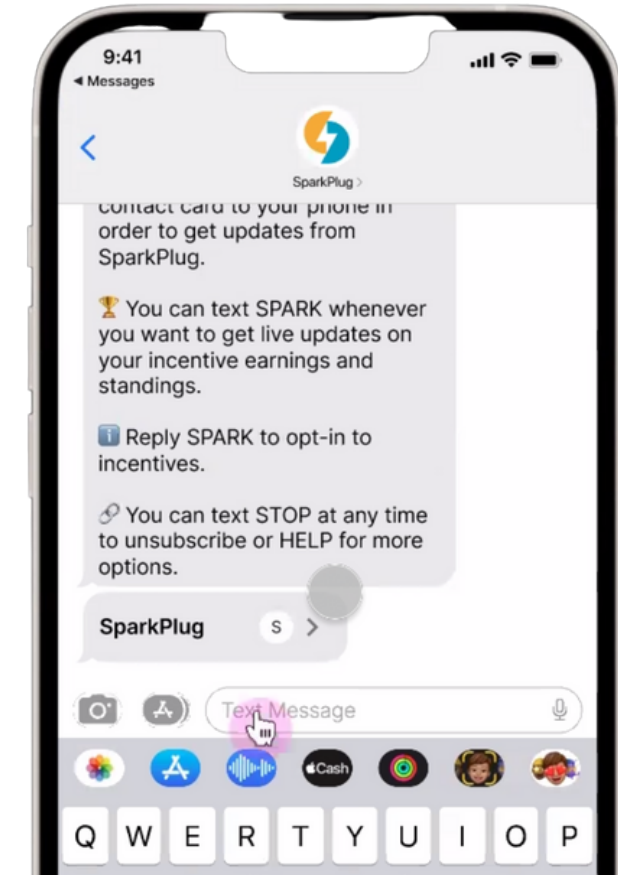 9:41
◀ Messages
SparkPlug >
contact card to your phone in
order to get updates from
SparkPlug.
🏆 You can text SPARK whenever
you want to get live updates on
your incentive earnings and
standings.
ℹ️ Reply SPARK to opt-in to
incentives.
🔗 You can text STOP at any time
to unsubscribe or HELP for more
options.
SparkPlug S >
Text Message
Cash
Q W E R T Y U I O P